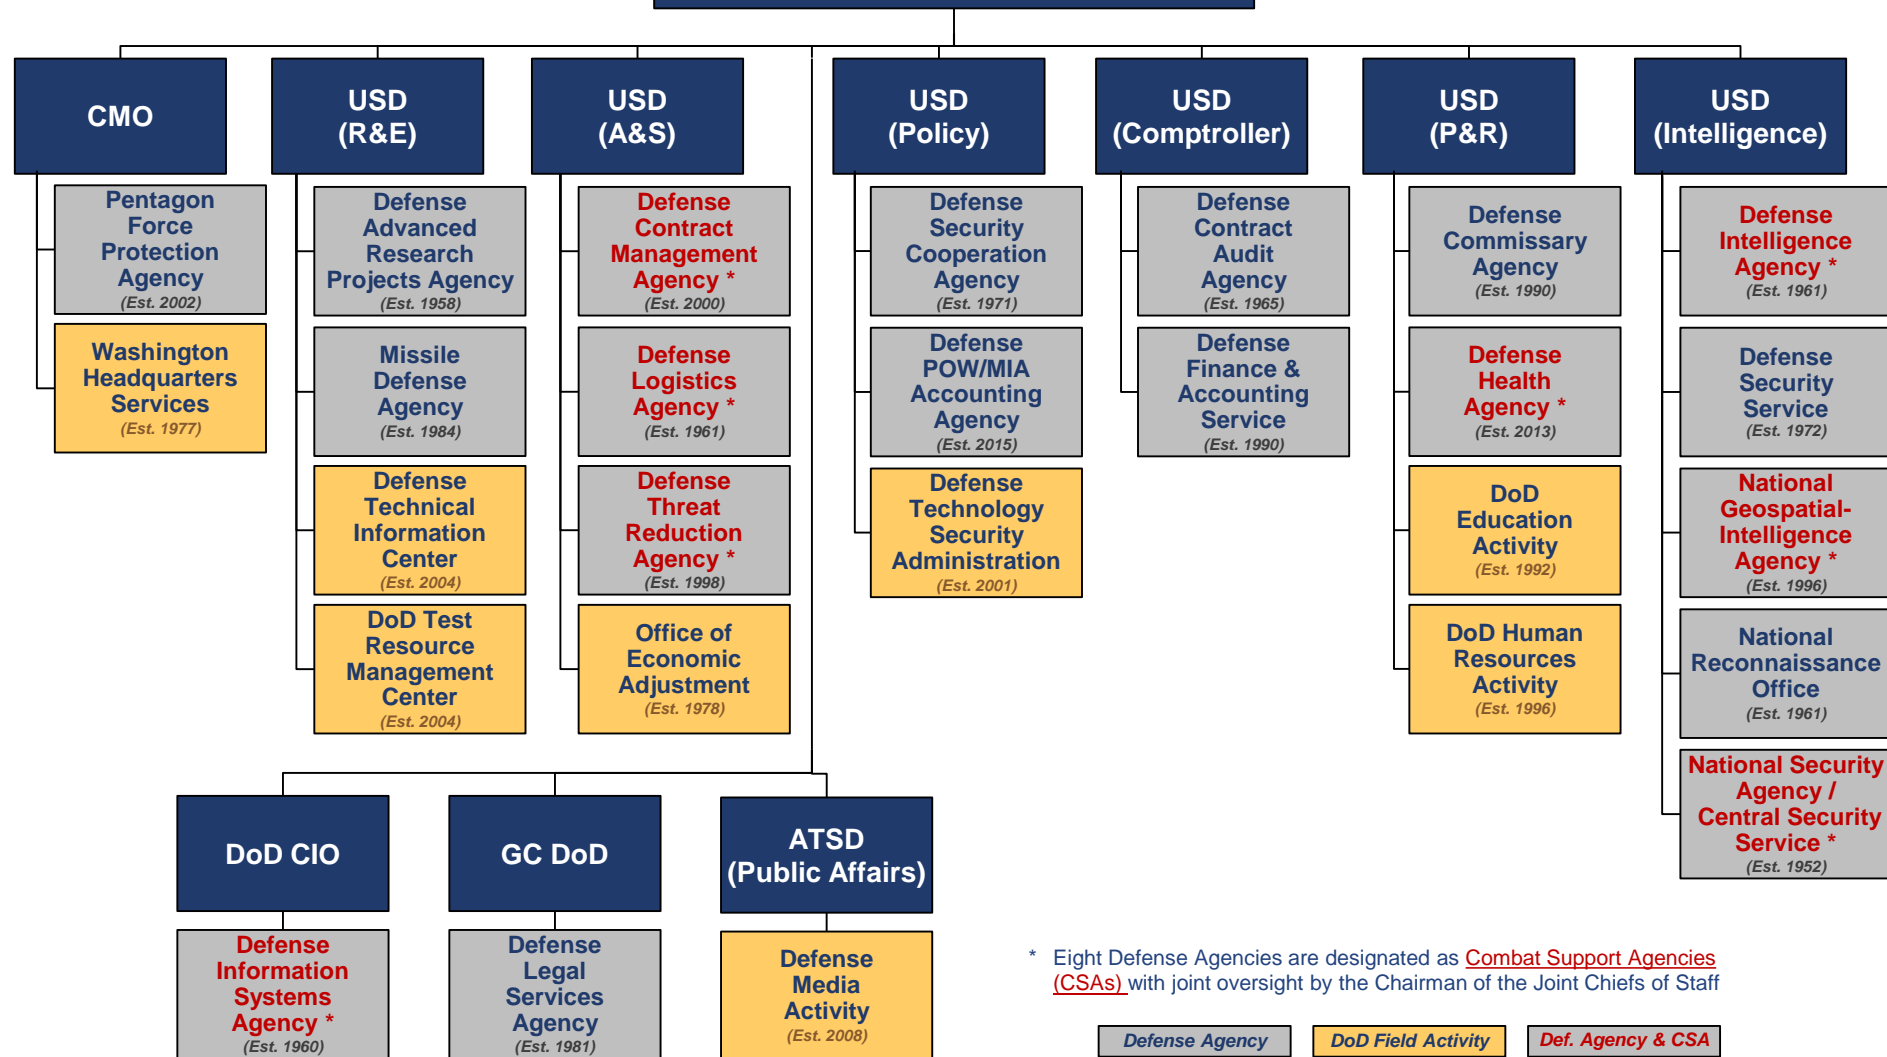 CMO
Pentagon
Force
Protection
Agency
(Est. 2002)
Washington
Headquarters
Services
(Est. 1977)
USD
(R&E)
Defense
Advanced
Research
Projects Agency
(Est. 1958)
Missile
Defense
Agency
(Est. 1984)
Defense
Technical
Information
Center
(Est. 2004)
DoD Test
Resource
Management
Center
(Est. 2004)
USD
(A&S)
Defense
Contract
Management
Agency *
(Est. 2000)
Defense
Logistics
Agency *
(Est. 1961)
Defense
Threat
Reduction
Agency *
(Est. 1998)
Office of
Economic
Adjustment
(Est. 1978)
USD
(Policy)
Defense
Security
Cooperation
Agency
(Est. 1971)
Defense
POW/MIA
Accounting
Agency
(Est. 2015)
Defense
Technology
Security
Administration
(Est. 2001)
USD
(Comptroller)
Defense
Contract
Audit
Agency
(Est. 1965)
Defense
Finance &
Accounting
Service
(Est. 1990)
USD
(P&R)
Defense
Commissary
Agency
(Est. 1990)
Defense
Health
Agency *
(Est. 2013)
DoD
Education
Activity
(Est. 1992)
DoD Human
Resources
Activity
(Est. 1996)
USD
(Intelligence)
Defense
Intelligence
Agency *
(Est. 1961)
Defense
Security
Service
(Est. 1972)
National
Geospatial-
Intelligence
Agency *
(Est. 1996)
National
Reconnaissance
Office
(Est. 1961)
National Security
Agency /
Central Security
Service *
(Est. 1952)
DoD CIO
Defense
Information
Systems
Agency *
(Est. 1960)
GC DoD
Defense
Legal
Services
Agency
(Est. 1981)
ATSD
(Public Affairs)
Defense
Media
Activity
(Est. 2008)
* Eight Defense Agencies are designated as Combat Support Agencies
(CSAs) with joint oversight by the Chairman of the Joint Chiefs of Staff
Defense Agency
DoD Field Activity
Def. Agency & CSA